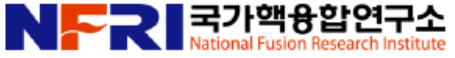 NFRI 국가핵융합연구소
National Fusion Research Institute